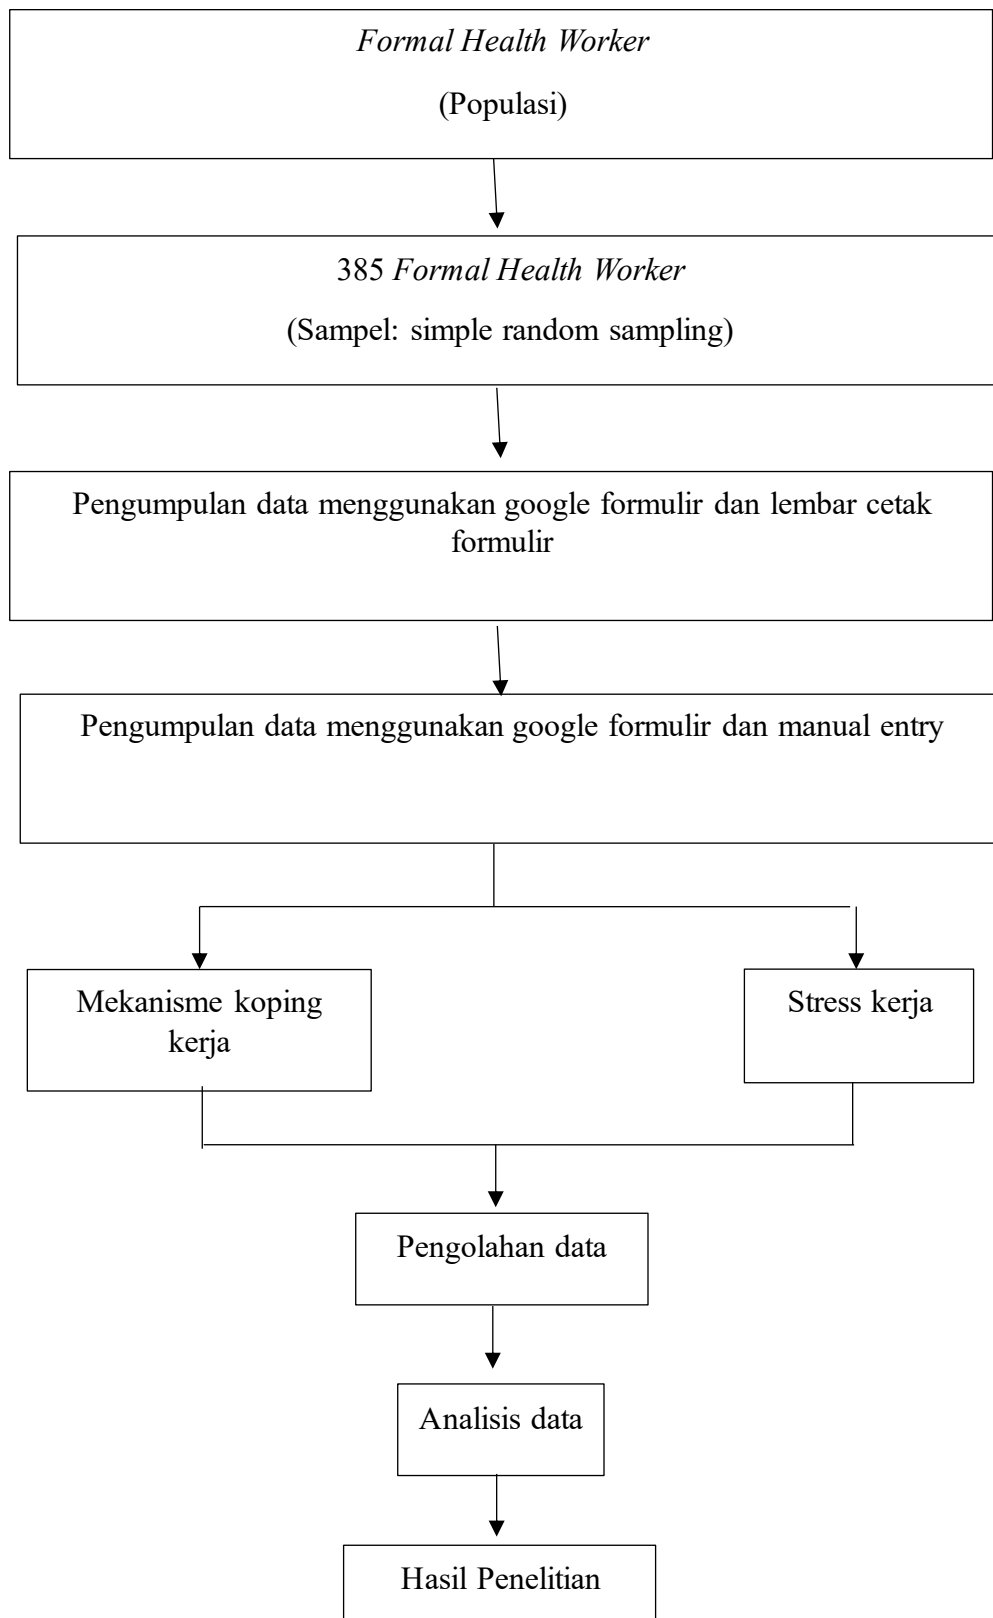 Formal Health Worker
(Populasi)
385 Formal Health Worker
(Sampel: simple random sampling)
Pengumpulan data menggunakan google formulir dan lembar cetak
formulir
Pengumpulan data menggunakan google formulir dan manual entry
Mekanisme koping
kerja
Stress kerja
Pengolahan data
Analisis data
Hasil Penelitian